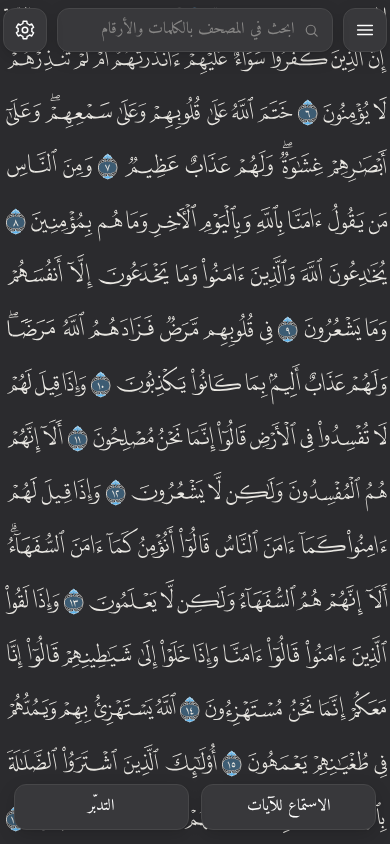 ابحث في المصحف بالكلمات والأرقام
إِنَّ ٱلَّذِينَ كَفَرُوا۟ سَوَآءٌ عَلَيْهِمْ ءَأَنذَرْتَهُمْ أَمْ لَمْ تُنذِرْهُمْ
لَا يُؤْمِنُونَ ٦ خَتَمَ ٱللَّهُ عَلَىٰ قُلُوبِهِمْ وَعَلَىٰ سَمْعِهِمْ ۖ وَعَلَىٰٓ
أَبْصَـٰرِهِمْ غِشَـٰوَةٌ ۖ وَلَهُمْ عَذَابٌ عَظِيمٌ ٧ وَمِنَ ٱلنَّاسِ
مَن يَقُولُ ءَامَنَّا بِٱللَّهِ وَبِٱلْيَوْمِ ٱلْـَٔاخِرِ وَمَا هُم بِمُؤْمِنِينَ ٨
يُخَـٰدِعُونَ ٱللَّهَ وَٱلَّذِينَ ءَامَنُوا۟ وَمَا يَخْدَعُونَ إِلَّآ أَنفُسَهُمْ
وَمَا يَشْعُرُونَ ٩ فِى قُلُوبِهِم مَّرَضٌ فَزَادَهُمُ ٱللَّهُ مَرَضًا ۖ
وَلَهُمْ عَذَابٌ أَلِيمٌۢ بِمَا كَانُوا۟ يَكْذِبُونَ ١٠ وَإِذَا قِيلَ لَهُمْ
لَا تُفْسِدُوا۟ فِى ٱلْأَرْضِ قَالُوٓا۟ إِنَّمَا نَحْنُ مُصْلِحُونَ ١١ أَلَآ إِنَّهُمْ
هُمُ ٱلْمُفْسِدُونَ وَلَـٰكِن لَّا يَشْعُرُونَ ١٢ وَإِذَا قِيلَ لَهُمْ
ءَامِنُوا۟ كَمَآ ءَامَنَ ٱلنَّاسُ قَالُوٓا۟ أَنُؤْمِنُ كَمَآ ءَامَنَ ٱلسُّفَهَآءُ ۗ
أَلَآ إِنَّهُمْ هُمُ ٱلسُّفَهَآءُ وَلَـٰكِن لَّا يَعْلَمُونَ ١٣ وَإِذَا لَقُوا۟
ٱلَّذِينَ ءَامَنُوا۟ قَالُوٓا۟ ءَامَنَّا وَإِذَا خَلَوْا۟ إِلَىٰ شَيَـٰطِينِهِمْ قَالُوٓا۟ إِنَّا
مَعَكُمْ إِنَّمَا نَحْنُ مُسْتَهْزِءُونَ ١٤ ٱللَّهُ يَسْتَهْزِئُ بِهِمْ وَيَمُدُّهُمْ
فِى طُغْيَـٰنِهِمْ يَعْمَهُونَ ١٥ أُو۟لَـٰٓئِكَ ٱلَّذِينَ ٱشْتَرَوُا۟ ٱلضَّلَـٰلَةَ
الاستماع للآيات
التدبّر